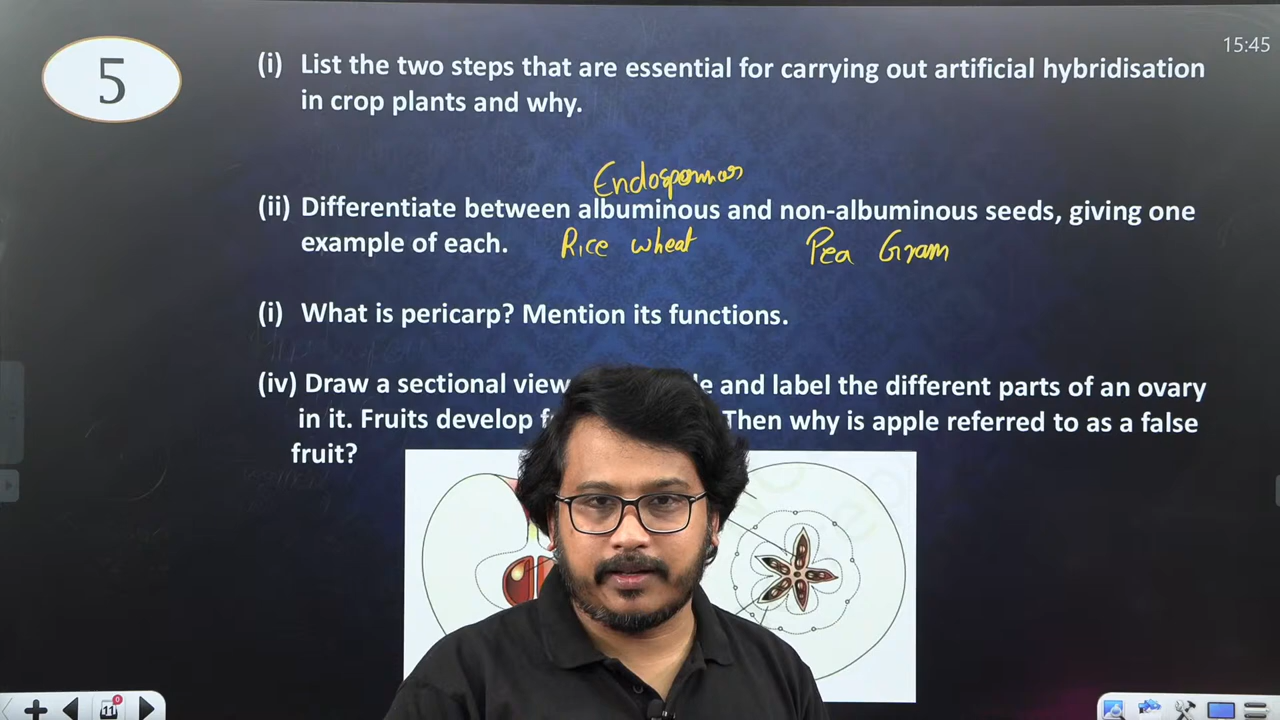 15:45
5
(i) List the two steps that are essential for carrying out artificial hybridisation
in crop plants and why.
Endospermous
(ii) Differentiate between albuminous and non-albuminous seeds, giving one
example of each. Rice wheat Pea Gram
(i) What is pericarp? Mention its functions.
(iv) Draw a sectional view and label the different parts of an ovary
in it. Fruits develop Then why is apple referred to as a false
fruit?
11
0